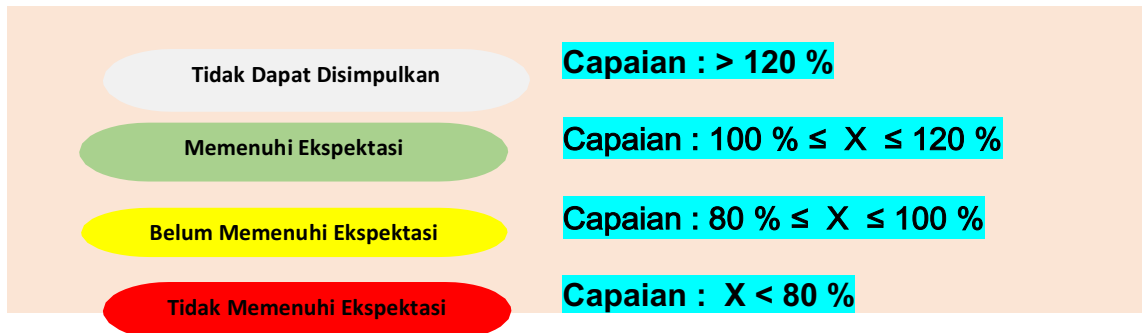 Tidak Dapat Disimpulkan Capaian : > 120 %
Memenuhi Ekspektasi Capaian : 100 % ≤ X ≤ 120 %
Belum Memenuhi Ekspektasi Capaian : 80 % ≤ X ≤ 100 %
Tidak Memenuhi Ekspektasi Capaian : X < 80 %